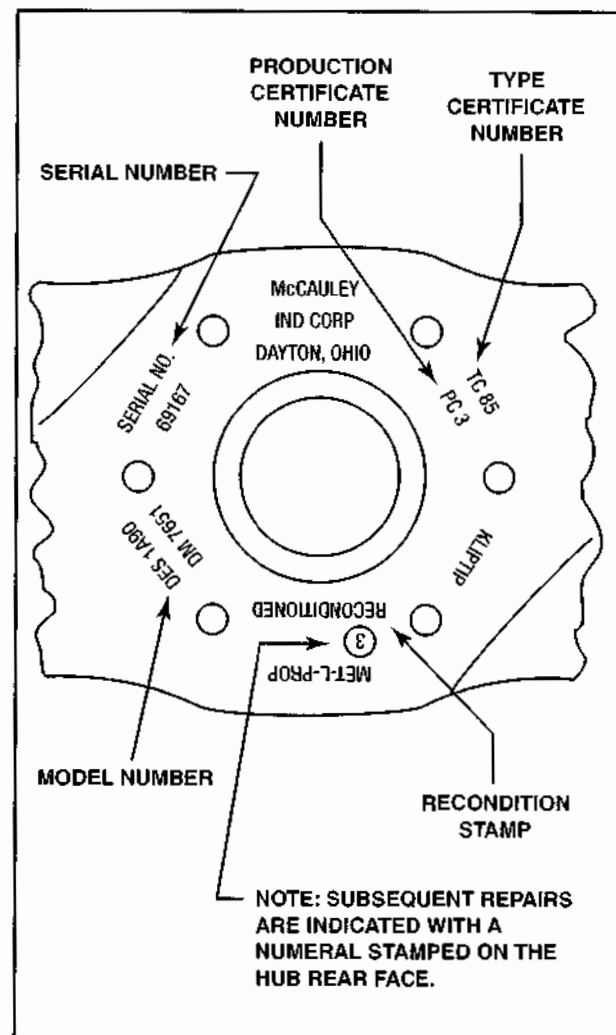 PRODUCTION
CERTIFICATE
NUMBER
TYPE
CERTIFICATE
NUMBER
SERIAL NUMBER
McCAULEY
IND CORP
DAYTON, OHIO
SERIAL NO.
69167
TC 85
PC 3
DES 1A90
DM 7651
KLIPTIP
RECONDITIONED
3
MET-L-PROP
MODEL NUMBER
RECONDITION
STAMP
NOTE: SUBSEQUENT REPAIRS
ARE INDICATED WITH A
NUMERAL STAMPED ON THE
HUB REAR FACE.